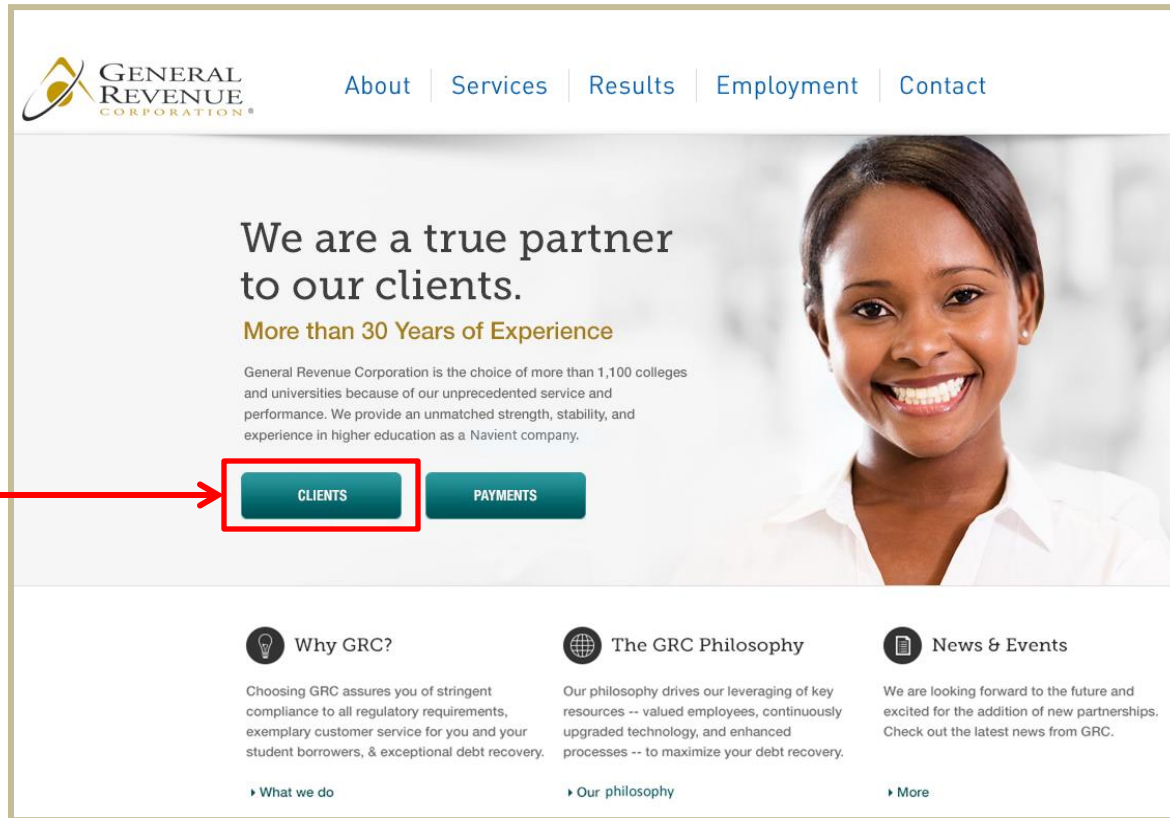 GENERAL
REVENUE
CORPORATION®
About Services Results Employment Contact
We are a true partner
to our clients.
More than 30 Years of Experience
General Revenue Corporation is the choice of more than 1,100 colleges
and universities because of our unprecedented service and
performance. We provide an unmatched strength, stability, and
experience in higher education as a Navient company.
CLIENTS PAYMENTS
Why GRC?
Choosing GRC assures you of stringent
compliance to all regulatory requirements,
exemplary customer service for you and your
student borrowers, & exceptional debt recovery.
What we do
The GRC Philosophy
Our philosophy drives our leveraging of key
resources -- valued employees, continuously
upgraded technology, and enhanced
processes -- to maximize your debt recovery.
Our philosophy
News & Events
We are looking forward to the future and
excited for the addition of new partnerships.
Check out the latest news from GRC.
More